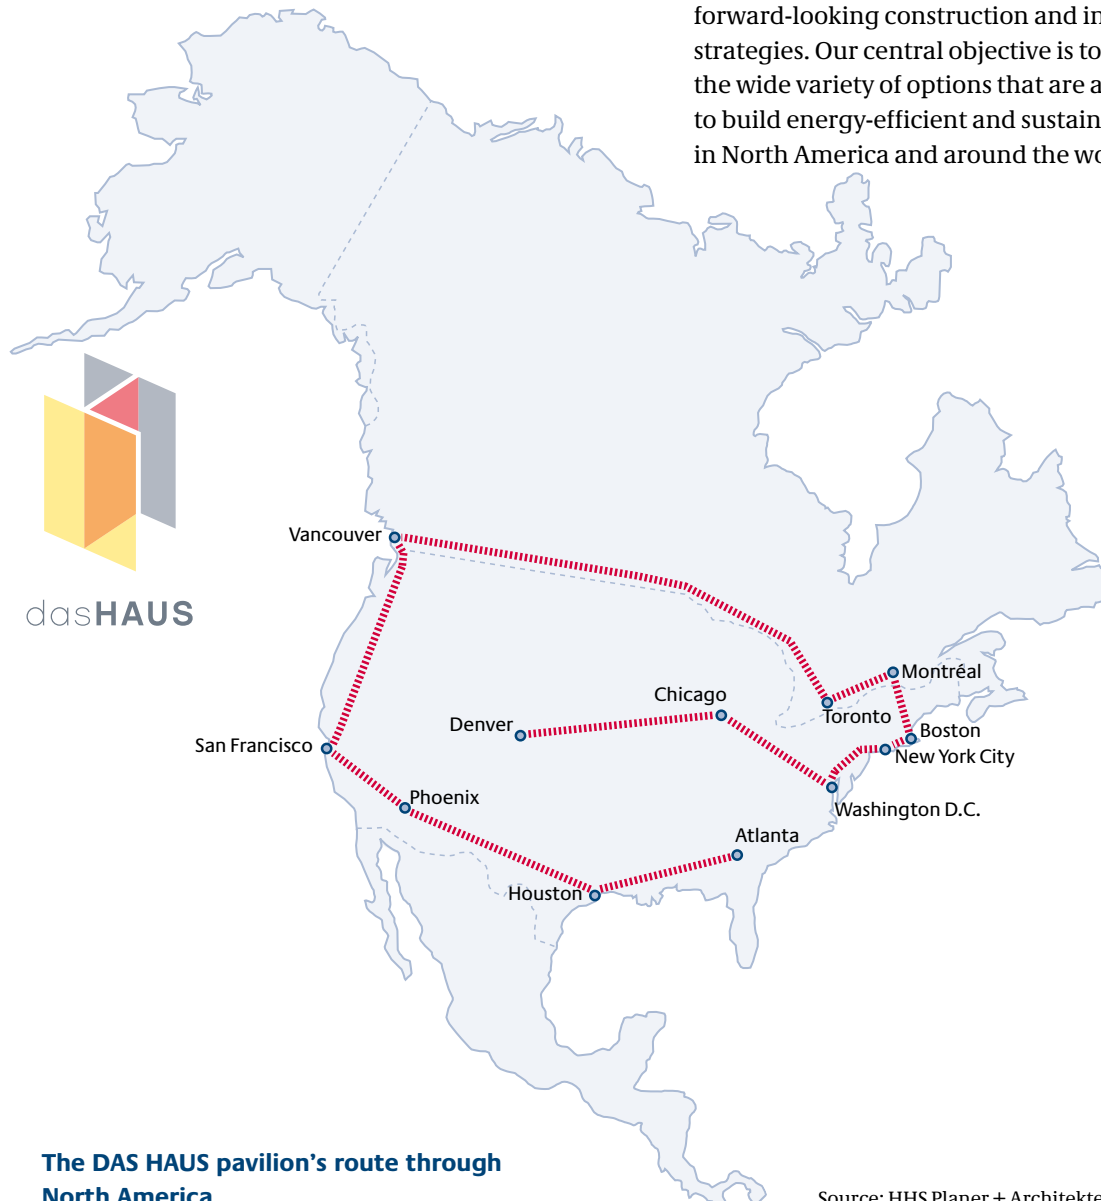 forward-looking construction and in
strategies. Our central objective is to
the wide variety of options that are a
to build energy-efficient and sustain
in North America and around the wo
dasHAUS
Vancouver
Montréal
Chicago
Toronto
Denver
Boston
San Francisco
New York City
Phoenix
Washington D.C.
Atlanta
Houston
The DAS HAUS pavilion’s route through
North America
Source: HHS Planer + Architekte